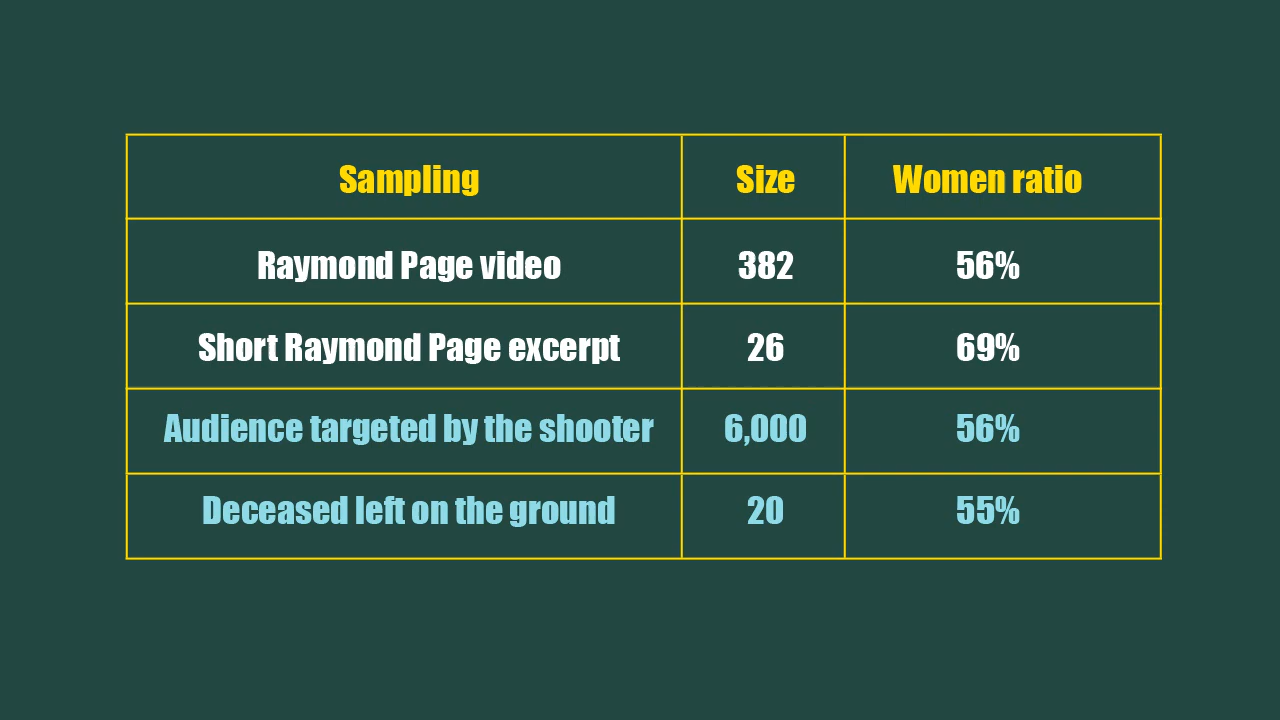 Sampling Size Women ratio
Raymond Page video 382 56%
Short Raymond Page excerpt 26 69%
Audience targeted by the shooter 6,000 56%
Deceased left on the ground 20 55%